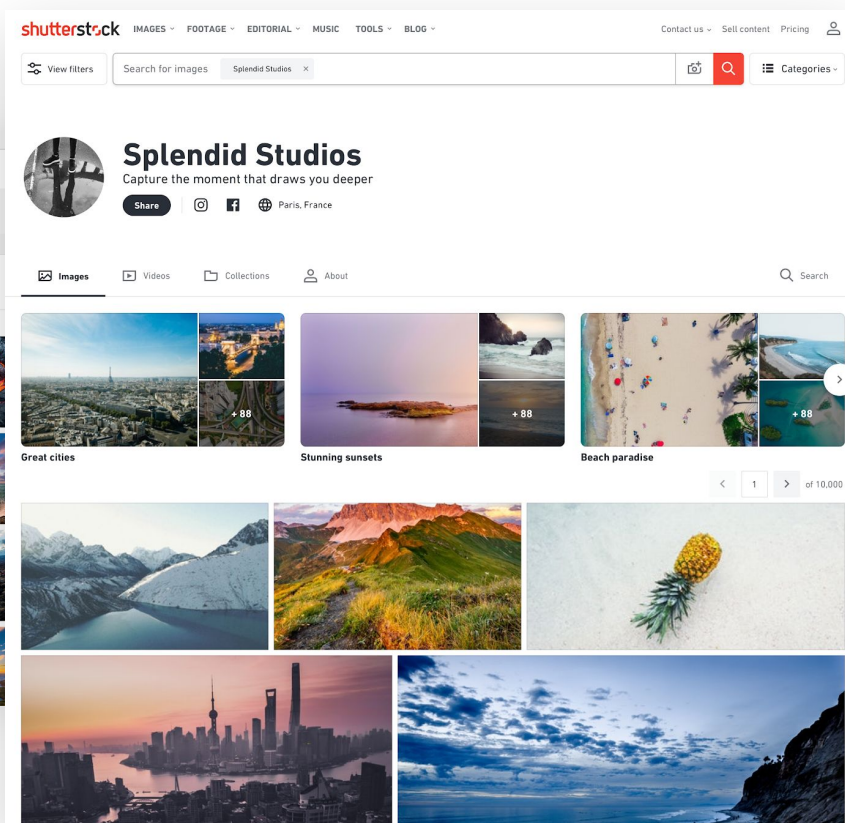 shutterstock IMAGES FOOTAGE EDITORIAL MUSIC TOOLS BLOG Contact us Sell content Pricing
View filters Search for images Splendid Studios × Categories
Splendid Studios
Capture the moment that draws you deeper
Share Paris, France
Images Videos Collections About Search
+ 88 + 88 + 88
Great cities Stunning sunsets Beach paradise
1 of 10,000